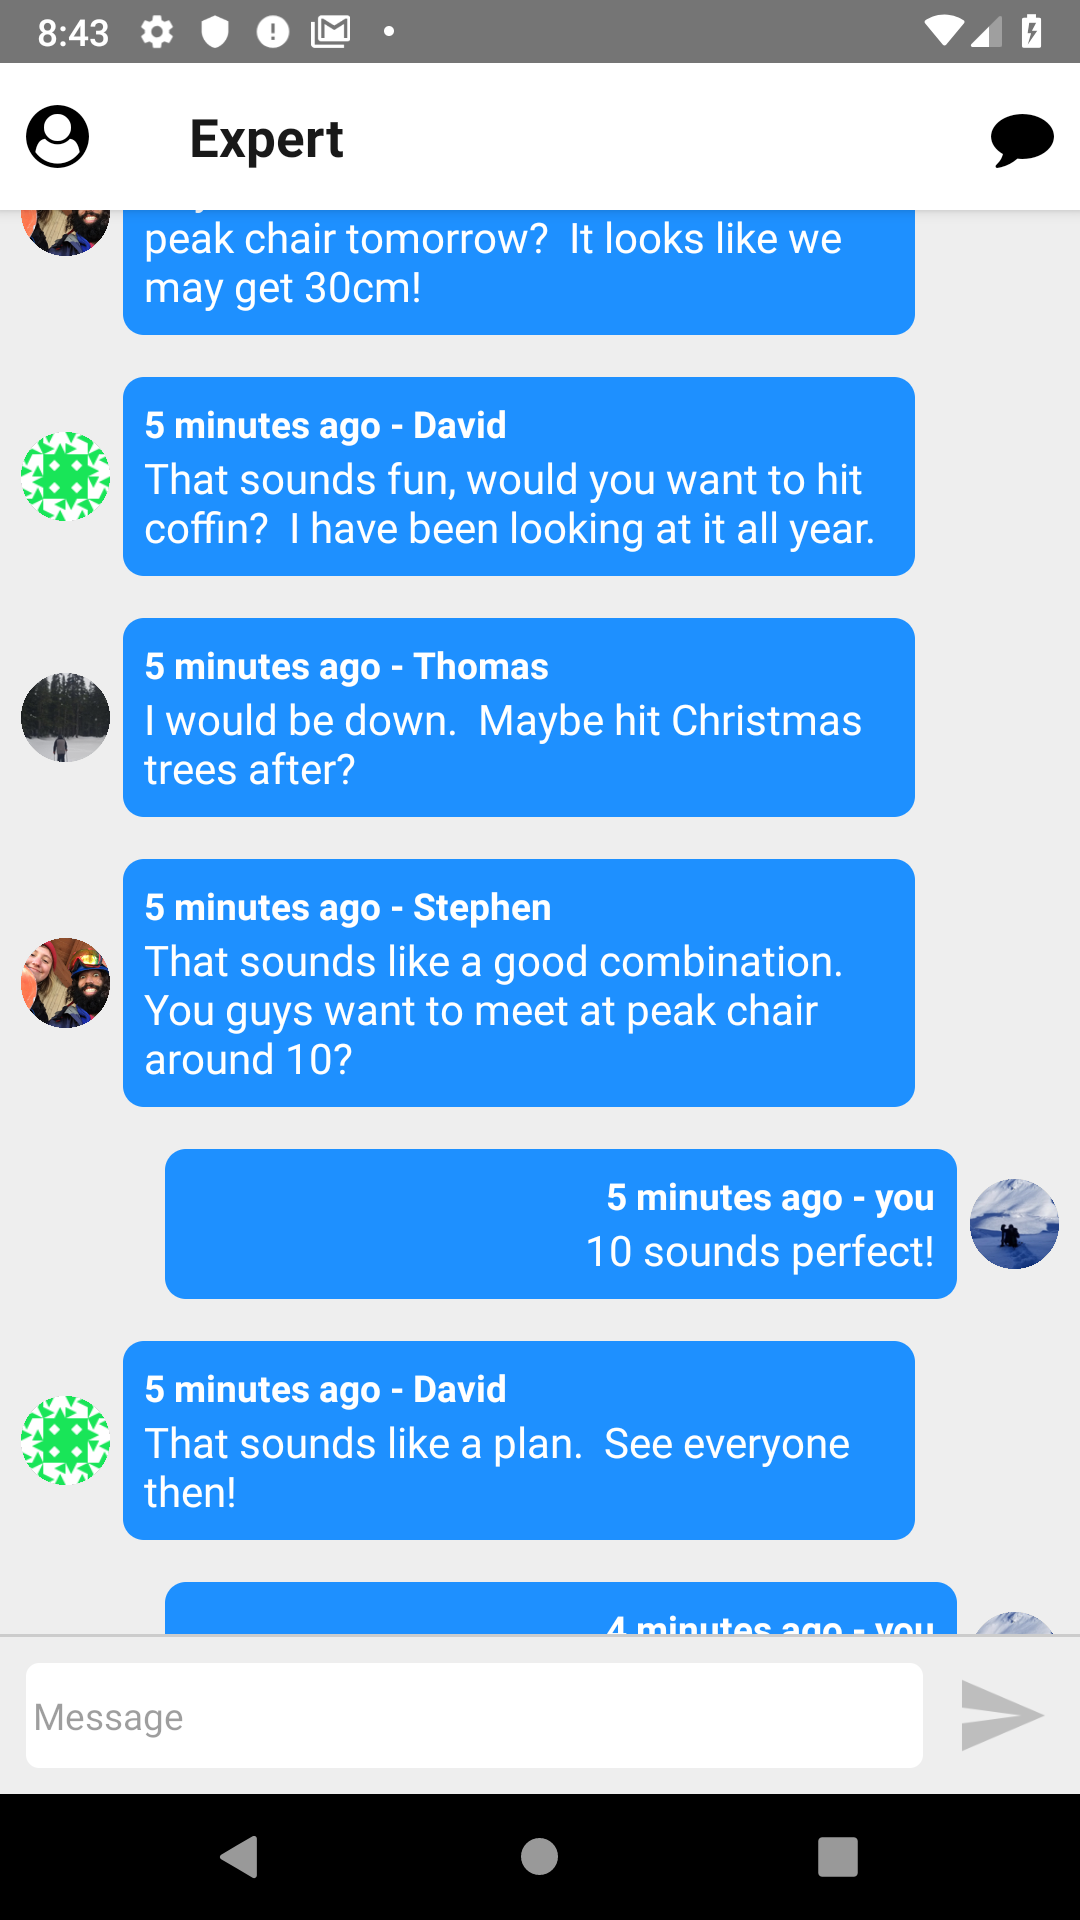 8:43
Expert
peak chair tomorrow?  It looks like we
may get 30cm!
5 minutes ago - David
That sounds fun, would you want to hit
coffin?  I have been looking at it all year.
5 minutes ago - Thomas
I would be down.  Maybe hit Christmas
trees after?
5 minutes ago - Stephen
That sounds like a good combination.
You guys want to meet at peak chair
around 10?
5 minutes ago - you
10 sounds perfect!
5 minutes ago - David
That sounds like a plan.  See everyone
then!
4 minutes ago - you
Message